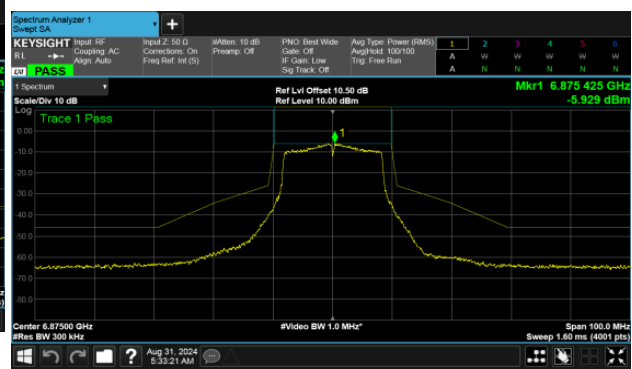 Spectrum Analyzer 1
Swept SA
+
KEYSIGHT Input: RF Input Z: 50 Ω #Atten: 10 dB PNO: Best Wide Avg Type: Power (RMS) 1 2 3 4 5 6
RL Coupling: AC Corrections: On Preamp: Off Gate: Off Avg|Hold: 100/100 A W W W W W
Align: Auto Freq Ref: Int (S) IF Gain: Low Trig: Free Run
LXI PASS Sig Track: Off A N N N N N
1 Spectrum Ref Lvl Offset 10.50 dB Mkr1 6.875 425 GHz
Scale/Div 10 dB Ref Level 10.00 dBm -5.929 dBm
Log
Trace 1 Pass
0.00
1
-10.0
-20.0
-30.0
-40.0
-50.0
-60.0
-70.0
-80.0
Center 6.87500 GHz #Video BW 1.0 MHz* Span 100.0 MHz
#Res BW 300 kHz Sweep 1.60 ms (4001 pts)
? Aug 31, 2024
5:33:21 AM